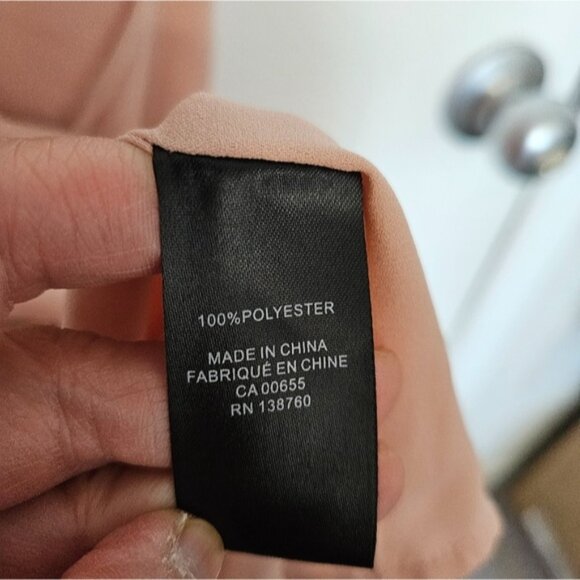 100%POLYESTER
MADE IN CHINA
FABRIQUÉ EN CHINE
CA 00655
RN 138760